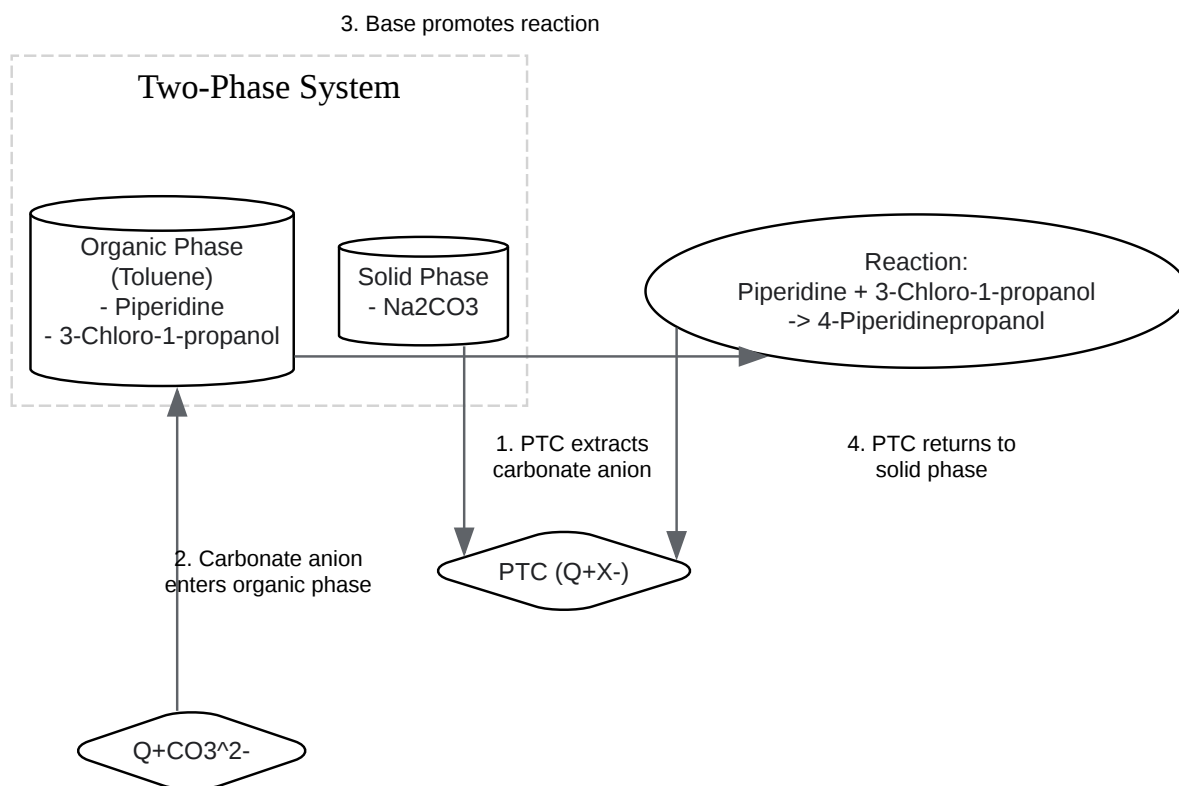 3. Base promotes reaction
Two-Phase System
Organic Phase
(Toluene)
- Piperidine
- 3-Chloro-1-propanol
Solid Phase
- Na2CO3
Reaction:
Piperidine + 3-Chloro-1-propanol
-> 4-Piperidinepropanol
1. PTC extracts
carbonate anion
4. PTC returns to
solid phase
2. Carbonate anion
enters organic phase
PTC (Q+X-)
Q+CO3^2-